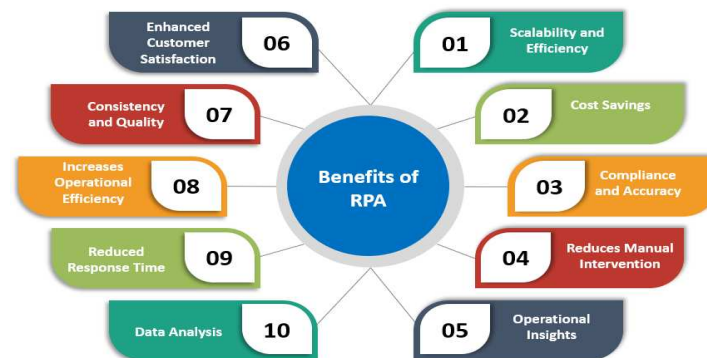 Benefits of
RPA
01
Scalability and
Efficiency
02
Cost Savings
03
Compliance
and Accuracy
04
Reduces Manual
Intervention
05
Operational
Insights
06
Enhanced
Customer
Satisfaction
07
Consistency
and Quality
08
Increases
Operational
Efficiency
09
Reduced
Response Time
10
Data Analysis